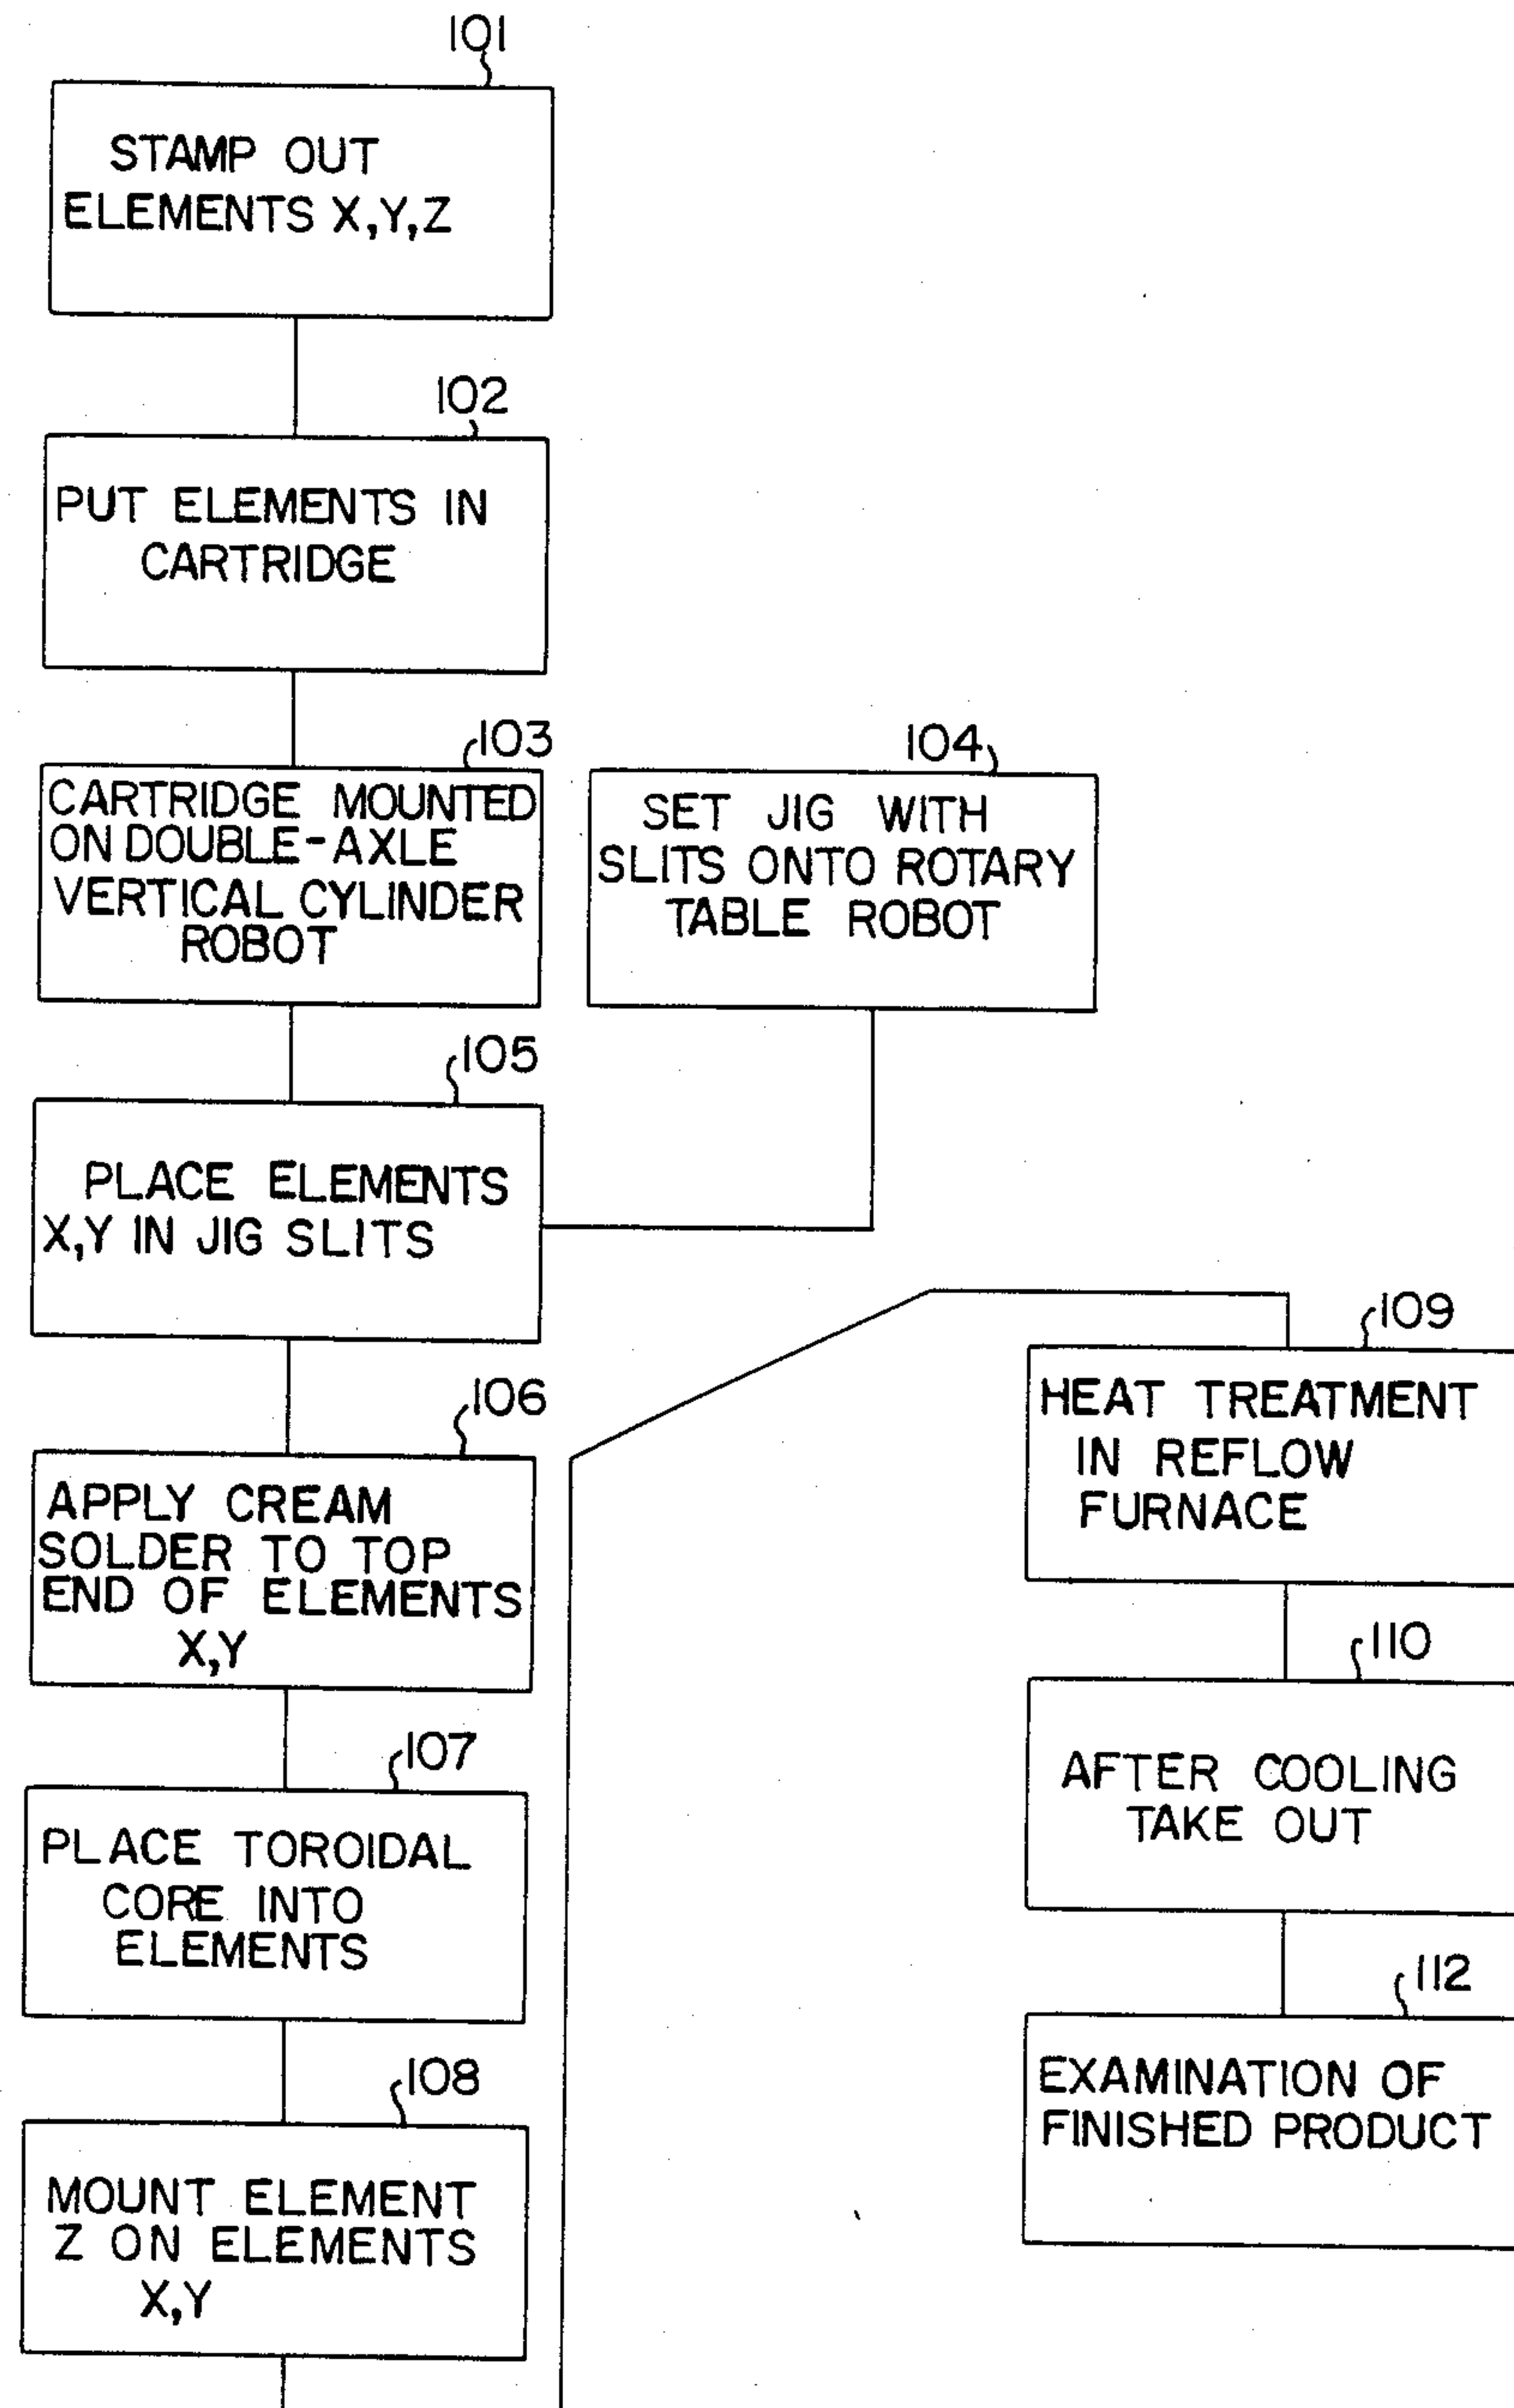 101
STAMP OUT
ELEMENTS X,Y,Z
102
PUT ELEMENTS IN
CARTRIDGE
103
CARTRIDGE MOUNTED
ON DOUBLE-AXLE
VERTICAL CYLINDER
ROBOT
104
SET JIG WITH
SLITS ONTO ROTARY
TABLE ROBOT
105
PLACE ELEMENTS
X,Y IN JIG SLITS
106
APPLY CREAM
SOLDER TO TOP
END OF ELEMENTS
X,Y
107
PLACE TOROIDAL
CORE INTO
ELEMENTS
108
MOUNT ELEMENT
Z ON ELEMENTS
X,Y
109
HEAT TREATMENT
IN REFLOW
FURNACE
110
AFTER COOLING
TAKE OUT
112
EXAMINATION OF
FINISHED PRODUCT